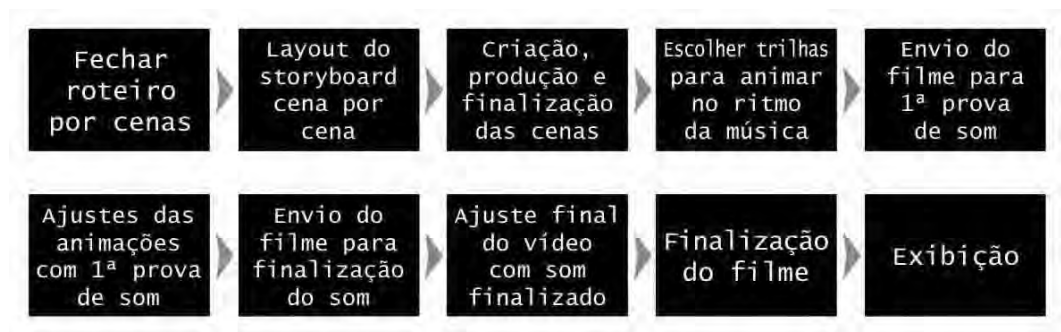 Fechar
roteiro
por cenas
Layout do
storyboard
cena por
cena
Criação,
produção e
finalização
das cenas
Escolher trilhas
para animar
no ritmo
da música
Envio do
filme para
1ª prova
de som
Ajustes das
animações
com 1ª prova
de som
Envio do
filme para
finalização
do som
Ajuste final
do vídeo
com som
finalizado
Finalização
do filme
Exibição